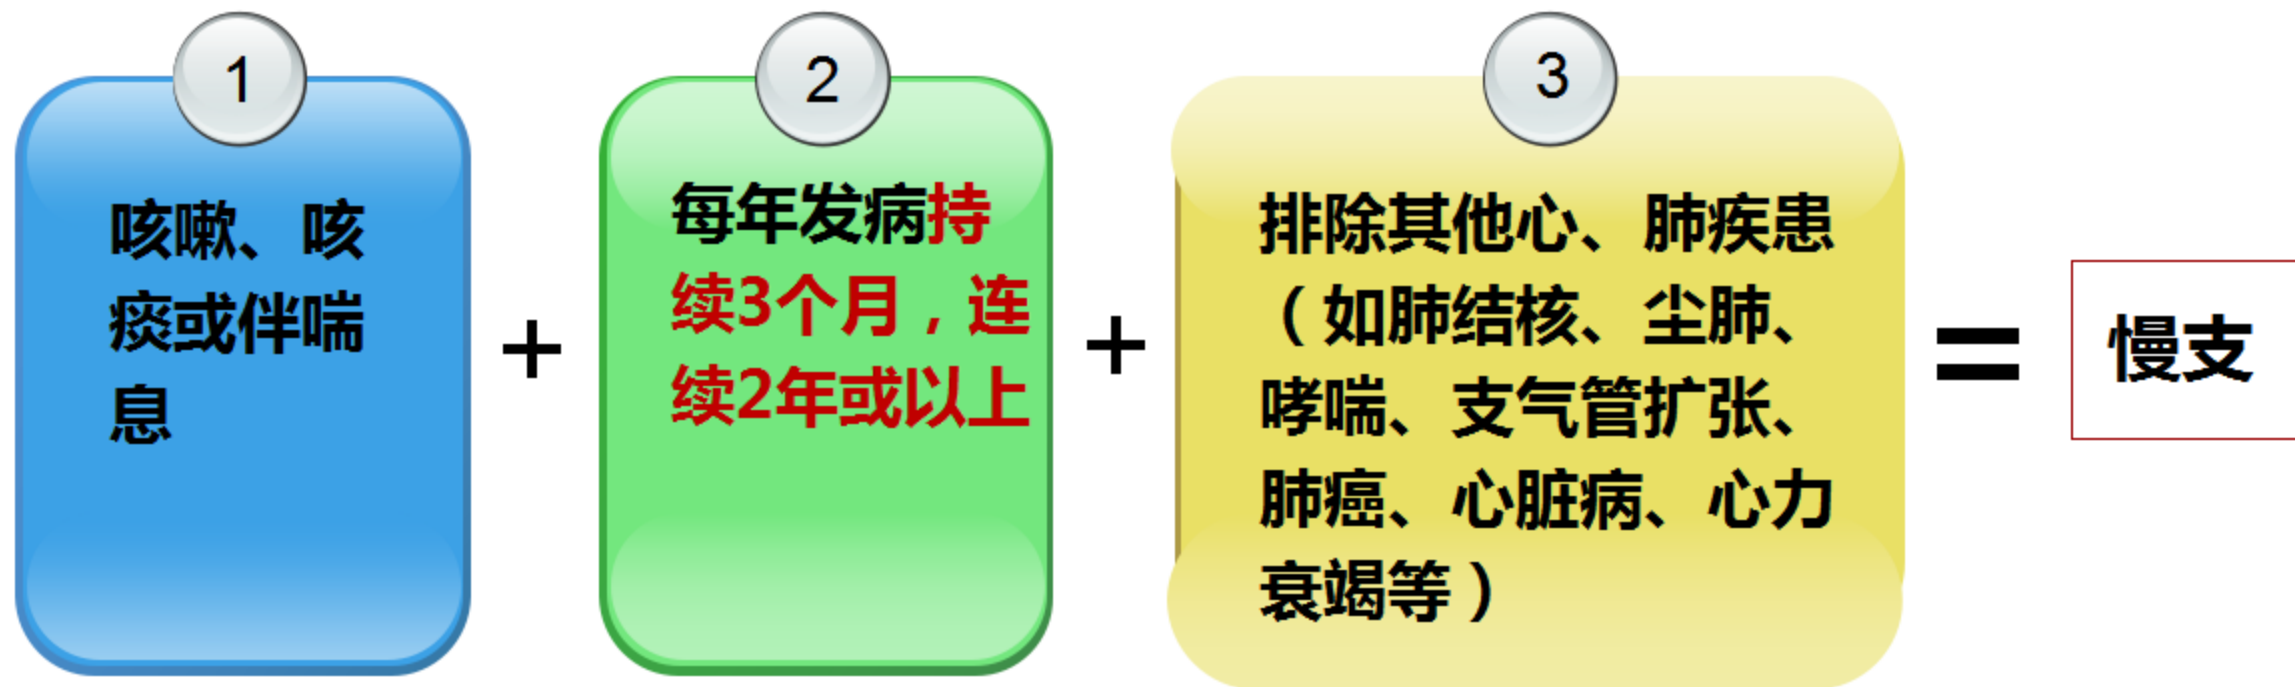 1
咳嗽、咳
痰或伴喘
息
+
2
每年发病持
续3个月，连
续2年或以上
+
3
排除其他心、肺疾患
（如肺结核、尘肺、
哮喘、支气管扩张、
肺癌、心脏病、心力
衰竭等）
=
慢支